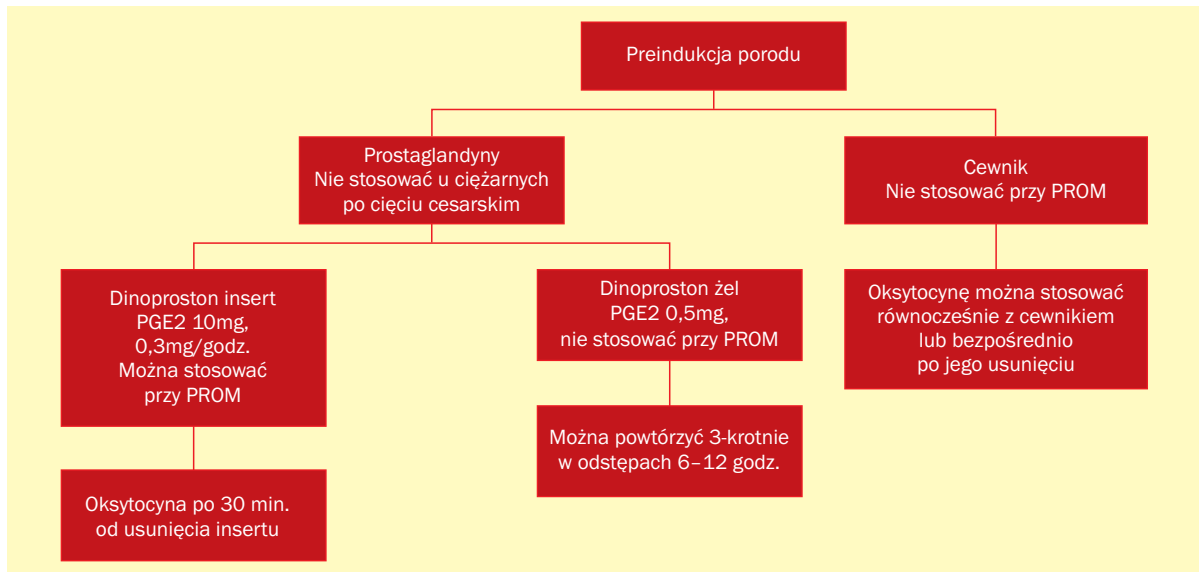 Preindukcja porodu
Prostaglandyny
Nie stosować u ciężarnych
po cięciu cesarskim
Cewnik
Nie stosować przy PROM
Dinoproston insert
PGE2 10mg,
0,3mg/godz.
Można stosować
przy PROM
Dinoproston żel
PGE2 0,5mg,
nie stosować przy PROM
Oksytocynę można stosować
równocześnie z cewnikiem
lub bezpośrednio
po jego usunięciu
Można powtórzyć 3-krotnie
w odstępach 6–12 godz.
Oksytocyna po 30 min.
od usunięcia insertu